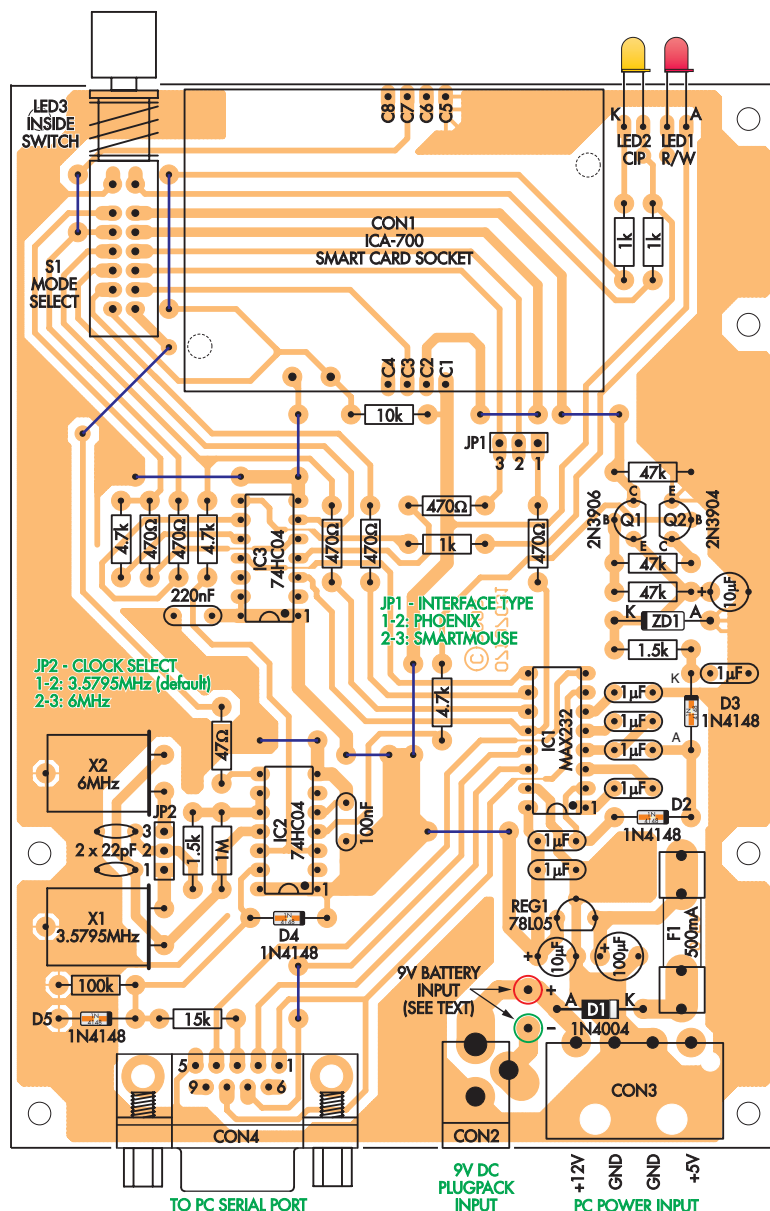 LED3
INSIDE
SWITCH
C8
C7
C6
C5
K
A
LED2
CIP
LED1
R/W
CON1
ICA-700
SMART CARD SOCKET
1k
1k
S1
MODE
SELECT
C4
C3
C2
C1
10k
JP1
3
2
1
47k
4.7k
470Ω
470Ω
4.7k
IC3
74HC04
1
470Ω
470Ω
470Ω
1k
470Ω
2N3906
C
B
Q1
E
E
Q2
B
C
2N3904
47k
47k
10µF
+
220nF
K
ZD1
A
1.5k
JP1 - INTERFACE TYPE
1-2: PHOENIX
2-3: SMARTMOUSE
©
JP2 - CLOCK SELECT
1-2: 3.5795MHz (default)
2-3: 6MHz
4.7k
47Ω
IC1
MAX232
1
1µF
1µF
1µF
1µF
1µF
K
A
D3
1N4148
X2
6MHz
JP2
3
2
1
2 x 22pF
1.5k
1M
IC2
74HC04
1
100nF
D2
1N4148
1µF
1µF
X1
3.5795MHz
1N
4148
D4
1N4148
REG1
78L05
F1
500mA
+
10µF
+
100µF
100k
D5
1N4148
15k
9V BATTERY
INPUT
(SEE TEXT)
+
–
A
D1
K
1N4004
5
1
9
6
CON4
CON2
CON3
TO PC SERIAL PORT
9V DC
PLUGPACK
INPUT
+12V
GND
GND
+5V
PC POWER INPUT